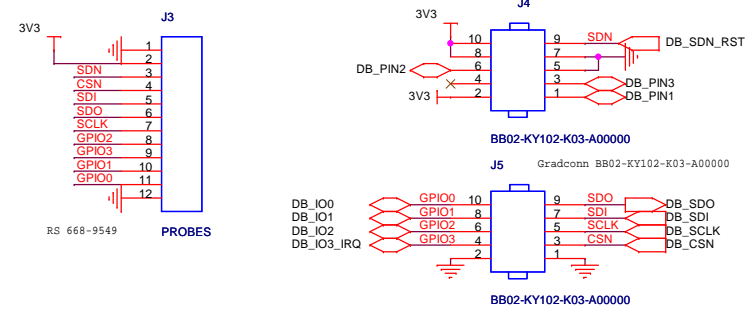 J3
3V3
1
2
SDN 3
CSN 4
SDI 5
SDO 6
SCLK 7
GPIO2 8
GPIO3 9
GPIO1 10
GPIO0 11
12
RS 668-9549
PROBES
J4
3V3
10 9 SDN DB_SDN_RST
8 7
DB_PIN2 6 5
4 3 DB_PIN3
3V3 2 1 DB_PIN1
BB02-KY102-K03-A00000
Gradconn BB02-KY102-K03-A00000
J5
DB_IO0 GPIO0 10 9 SDO DB_SDO
DB_IO1 GPIO1 8 7 SDI DB_SDI
DB_IO2 GPIO2 6 5 SCLK DB_SCLK
DB_IO3_IRQ GPIO3 4 3 CSN DB_CSN
2 1
BB02-KY102-K03-A00000